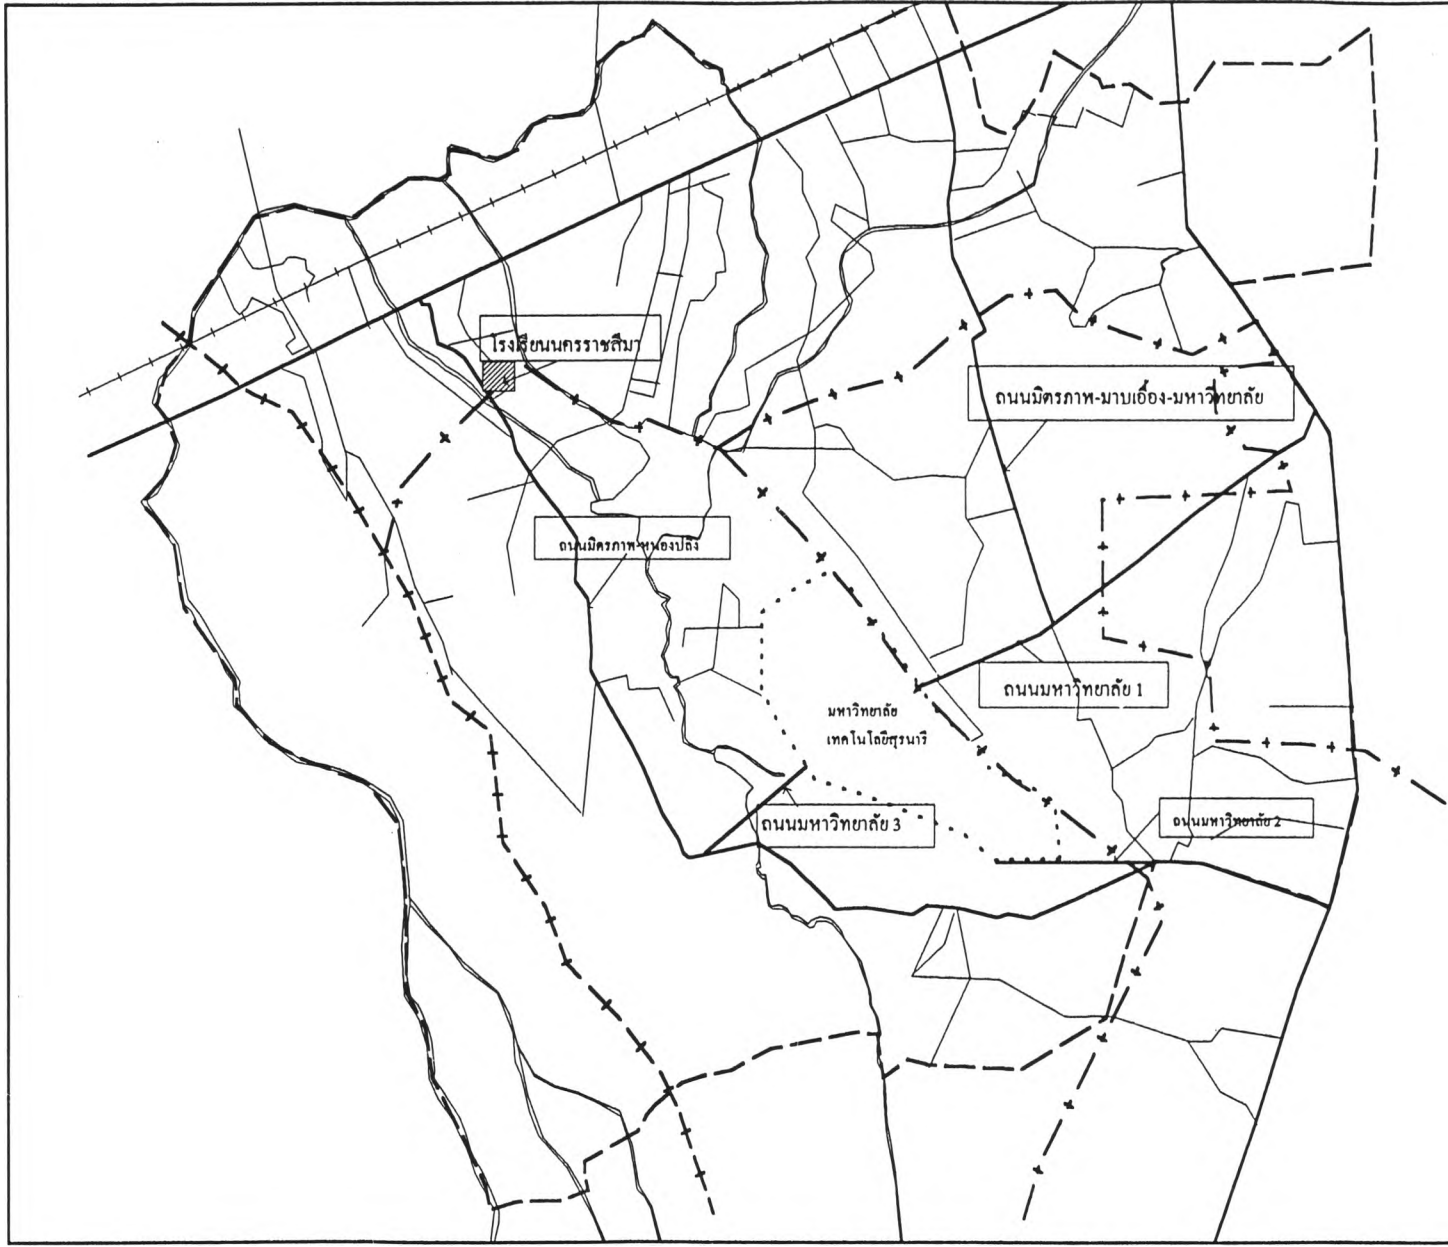 โรงเรียนนครราชสีมา
ถนนมิตรภาพ-มาบเอื้อง-มหาวิทยาลัย
ถนนมิตรภาพ-หนองปลิง
ถนนมหาวิทยาลัย 1
มหาวิทยาลัย
เทคโนโลยีสุรนารี
ถนนมหาวิทยาลัย 3
ถนนมหาวิทยาลัย 2